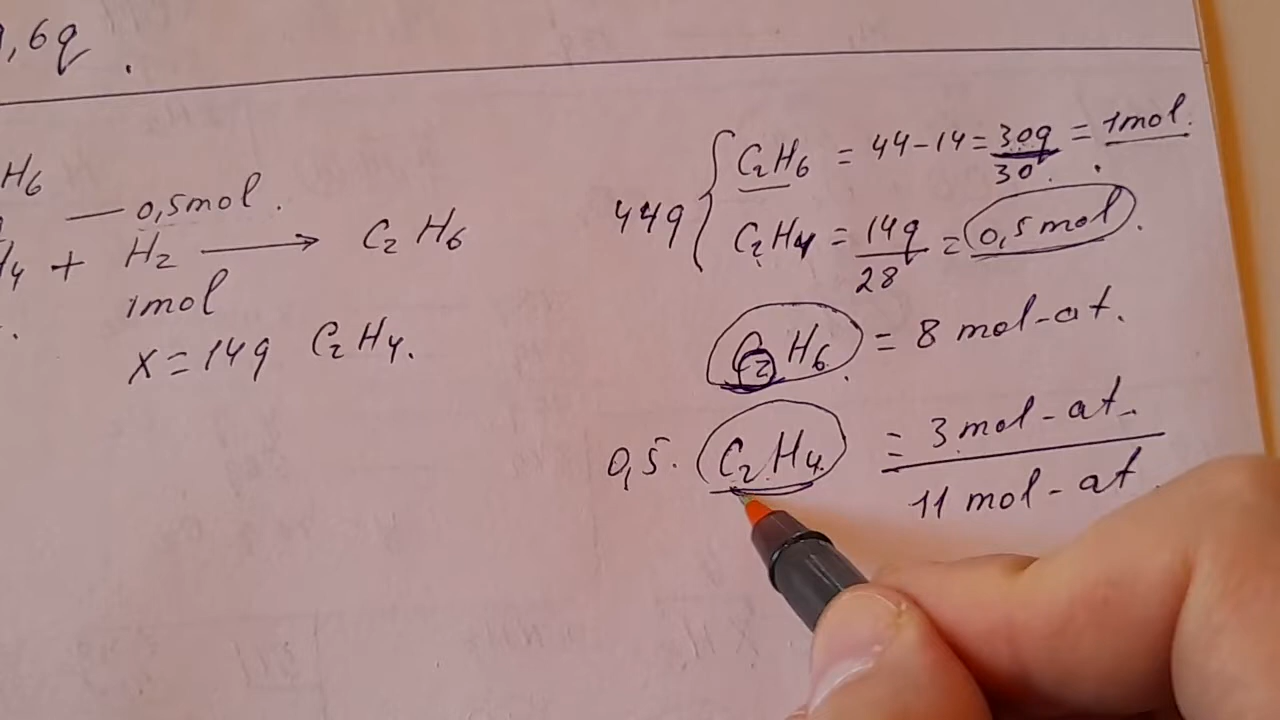 ,6q.
H6
— 0,5mol.
4 + H2 ⟶ C2H6
1mol
x = 14q C2H4.
44q { C2H6 = 44-14 = 30q/30 = 1mol.
C2H4 = 14q/28 = 0,5mol.
C2H6 = 8 mol-at.
0,5 · C2H4 = 3 mol-at.
11 mol-at.